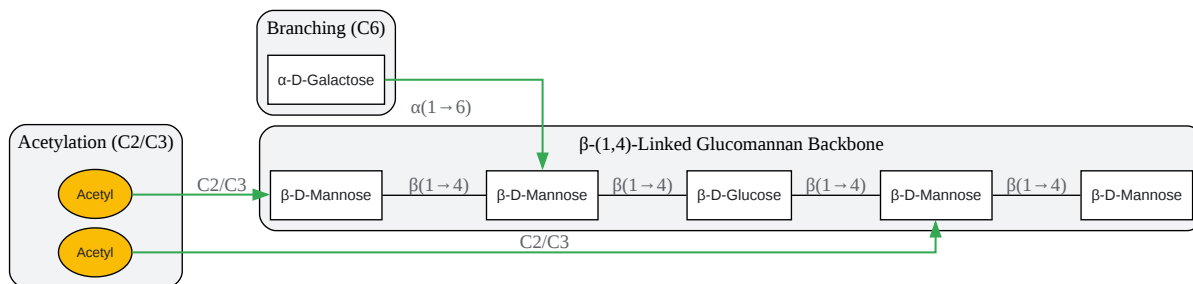 Branching (C6)
α-D-Galactose
α(1→6)
Acetylation (C2/C3)
Acetyl
C2/C3
Acetyl
C2/C3
β-(1,4)-Linked Glucomannan Backbone
β-D-Mannose
β(1→4)
β-D-Mannose
β(1→4)
β-D-Glucose
β(1→4)
β-D-Mannose
β(1→4)
β-D-Mannose